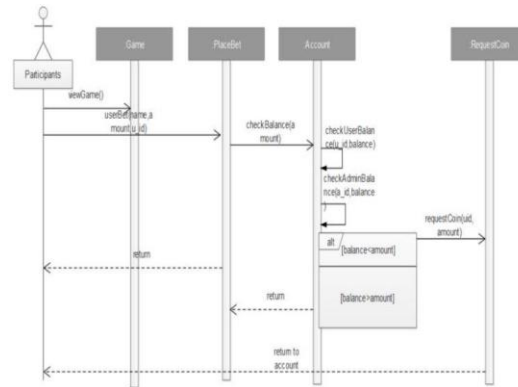 Game
PlaceBet
Account
RequestCoin
Participants
vewGame()
userBet(name,a
mount,u_id)
checkBalance(a
mount)
checkUserBalan
ce(u_id,balance)
checkAdminBala
nce(a_id,balance
)
requestCoin(uid,
amount)
alt
[balance<amount]
return
[balance>amount]
return
return to
account